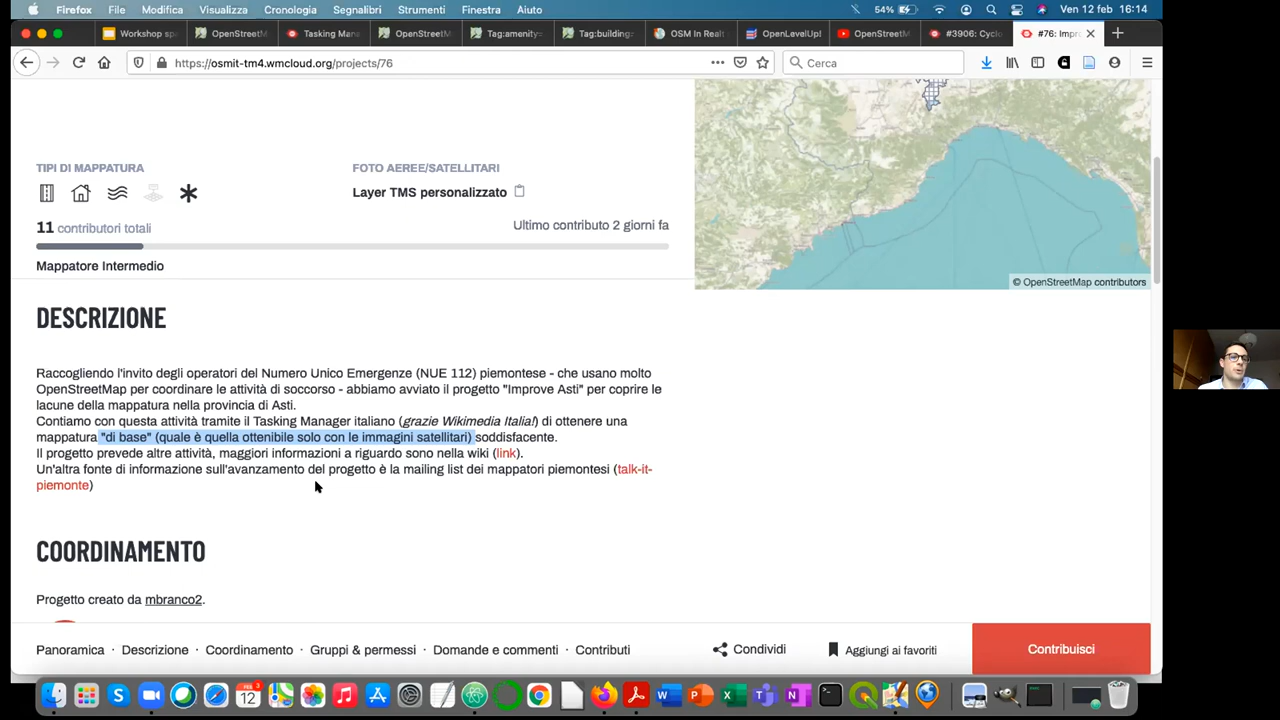 Firefox File Modifica Visualizza Cronologia Segnalibri Strumenti Finestra Aiuto 54% Ven 12 feb 16:14
Workshop sp OpenStreetM Tasking Man OpenStreetM Tag:amenity= Tag:building= OSM In Realt OpenLevelUp! OpenStreetM #3906: Cyclo #76: Impr
https://osmit-tm4.wmcloud.org/projects/76 Cerca
TIPI DI MAPPATURA FOTO AEREE/SATELLITARI
Layer TMS personalizzato
11 contributori totali Ultimo contributo 2 giorni fa
Mappatore Intermedio
© OpenStreetMap contributors
DESCRIZIONE
Raccogliendo l'invito degli operatori del Numero Unico Emergenze (NUE 112) piemontese - che usano molto
OpenStreetMap per coordinare le attività di soccorso - abbiamo avviato il progetto "Improve Asti" per coprire le
lacune della mappatura nella provincia di Asti.
Contiamo con questa attività tramite il Tasking Manager italiano (grazie Wikimedia Italia!) di ottenere una
mappatura "di base" (quale è quella ottenibile solo con le immagini satellitari) soddisfacente.
Il progetto prevede altre attività, maggiori informazioni a riguardo sono nella wiki (link).
Un'altra fonte di informazione sull'avanzamento del progetto è la mailing list dei mappatori piemontesi (talk-it-
piemonte)
COORDINAMENTO
Progetto creato da mbranco2.
Panoramica · Descrizione · Coordinamento · Gruppi & permessi · Domande e commenti · Contributi Condividi Aggiungi ai favoriti Contribuisci